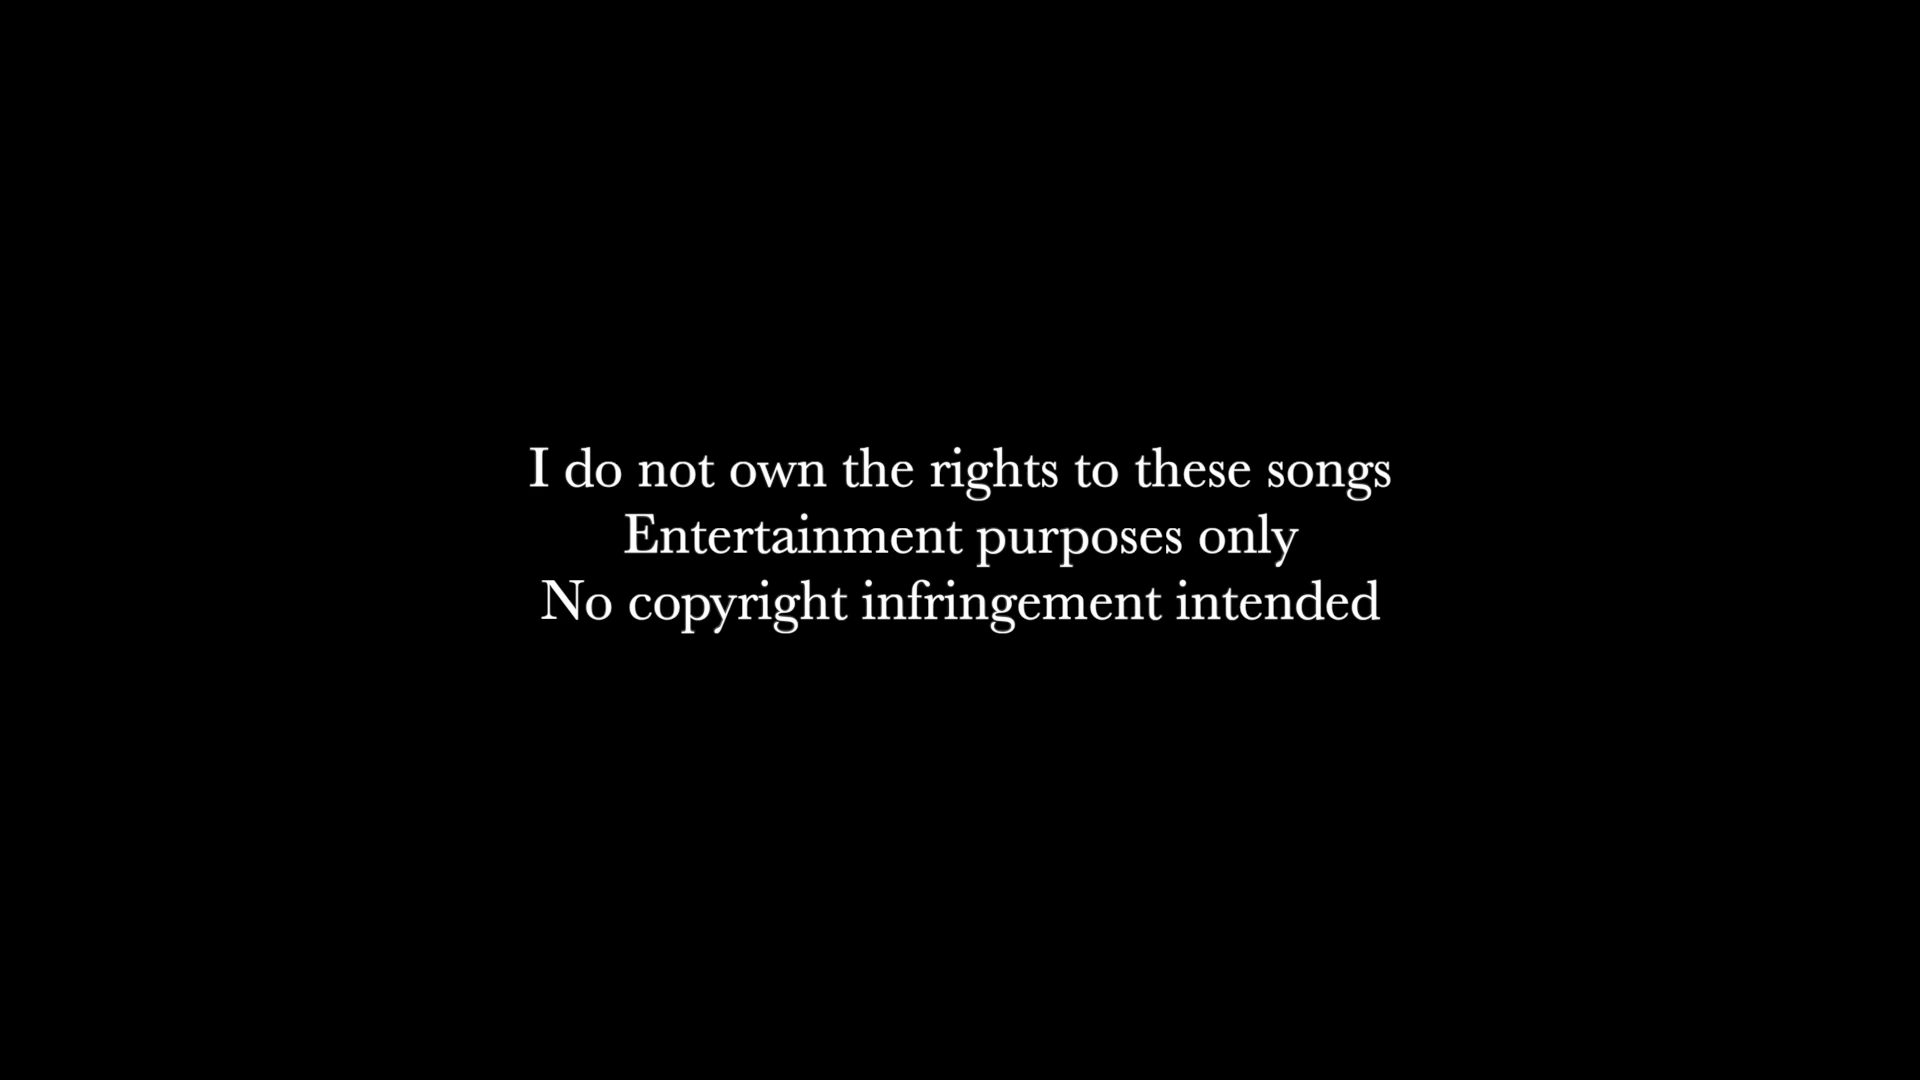 I do not own the rights to these songs
Entertainment purposes only
No copyright infringement intended